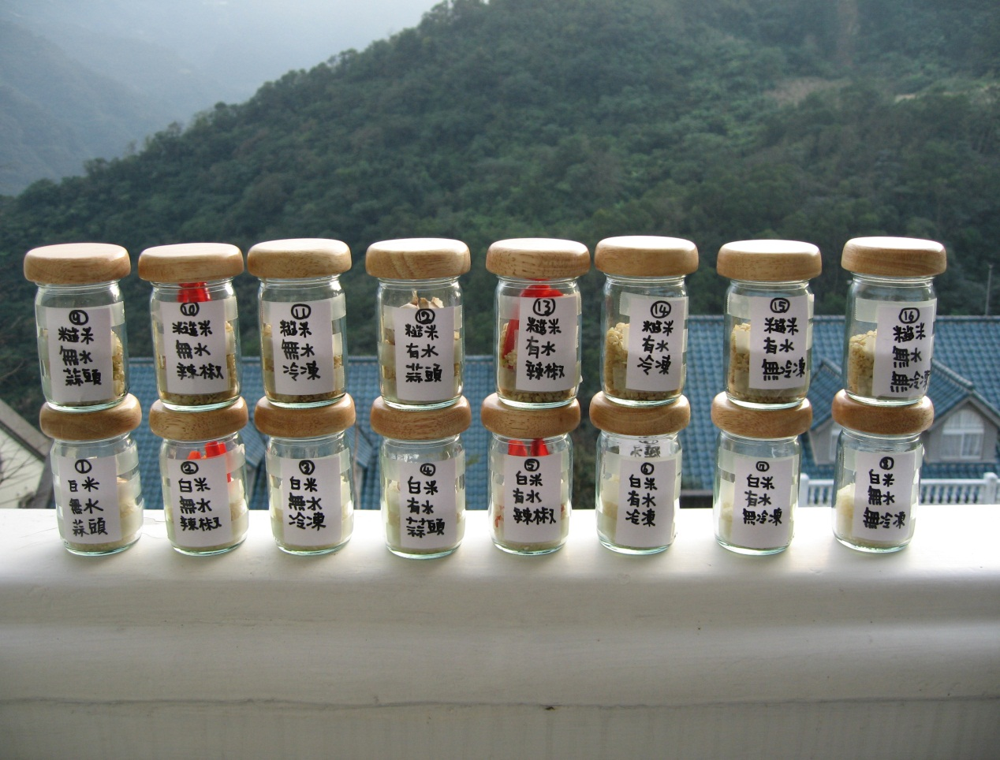 ⑨
糙米
無水
蒜頭
⑩
糙米
無水
辣椒
⑪
糙米
無水
冷凍
⑫
糙米
有水
蒜頭
⑬
糙米
有水
辣椒
⑭
糙米
有水
冷凍
⑮
糙米
有水
無冷凍
⑯
糙米
無水
無冷凍
①
白米
無水
蒜頭
②
白米
無水
辣椒
③
白米
無水
冷凍
④
白米
有水
蒜頭
⑤
白米
有水
辣椒
⑥
白米
有水
冷凍
⑦
白米
有水
無冷凍
⑧
白米
無水
無冷凍